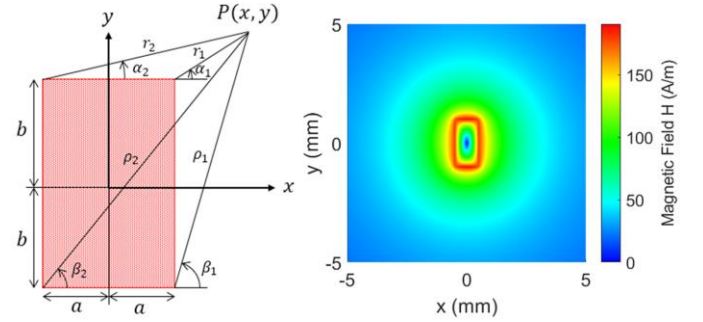 y
P(x, y)
r₂
r₁
α₂
α₁
b
ρ₂
ρ₁
x
b
β₂
β₁
a
a
5
0
-5
y (mm)
-5
0
5
x (mm)
150
100
50
0
Magnetic Field H (A/m)